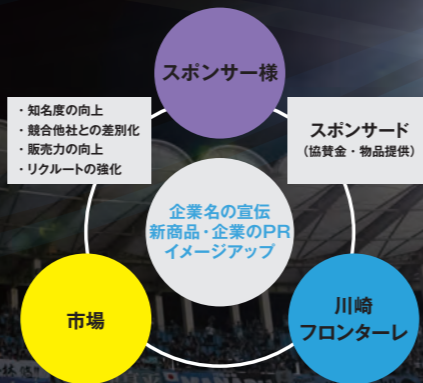 スポンサー様
・知名度の向上
・競合他社との差別化
・販売力の向上
・リクルートの強化
スポンサード
（協賛金・物品提供）
企業名の宣伝
新商品・企業のPR
イメージアップ
市場
川崎
フロンターレ